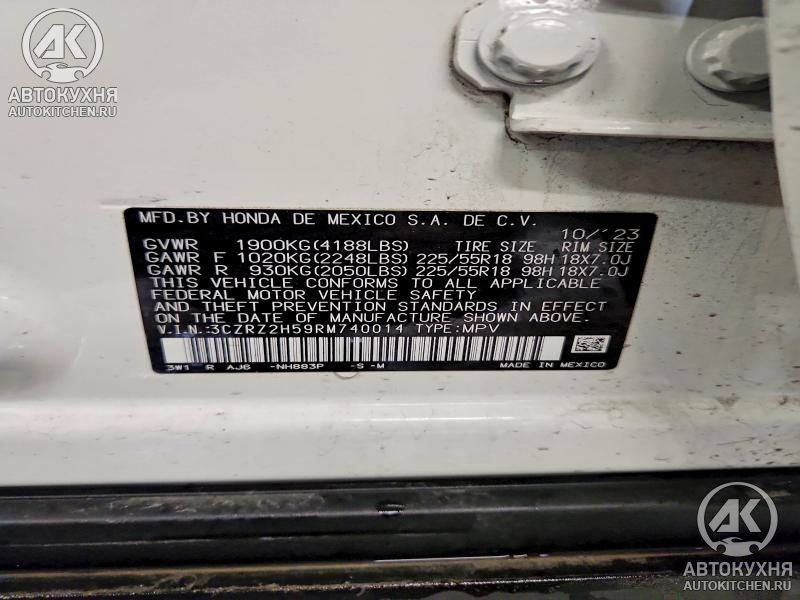 АК
АВТОКУХНЯ
AUTOKITCHEN.RU
MFD.BY HONDA DE MEXICO S.A. DE C.V. 10/'23
GVWR 1900KG(4188LBS) TIRE SIZE RIM SIZE
GAWR F 1020KG(2248LBS) 225/55R18 98H 18X7.0J
GAWR R 930KG(2050LBS) 225/55R18 98H 18X7.0J
THIS VEHICLE CONFORMS TO ALL APPLICABLE
FEDERAL MOTOR VEHICLE SAFETY
AND THEFT PREVENTION STANDARDS IN EFFECT
ON THE DATE OF MANUFACTURE SHOWN ABOVE.
V.I.N.:3CZRZ2H59RM740014 TYPE:MPV
3W1 R AJ6 -NH883P -S -M MADE IN MEXICO
АК
АВТОКУХНЯ
AUTOKITCHEN.RU